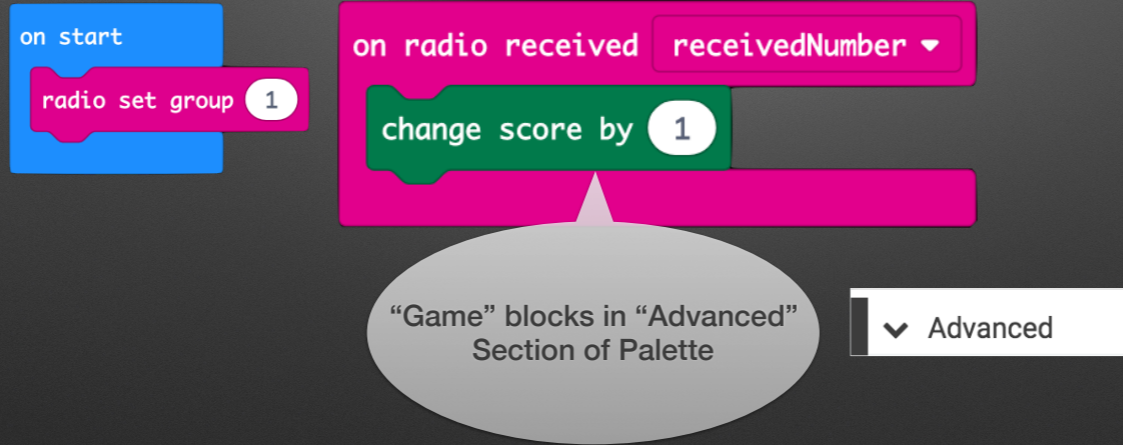 on start
radio set group 1
on radio received receivedNumber
change score by 1
“Game” blocks in “Advanced”
Section of Palette
Advanced